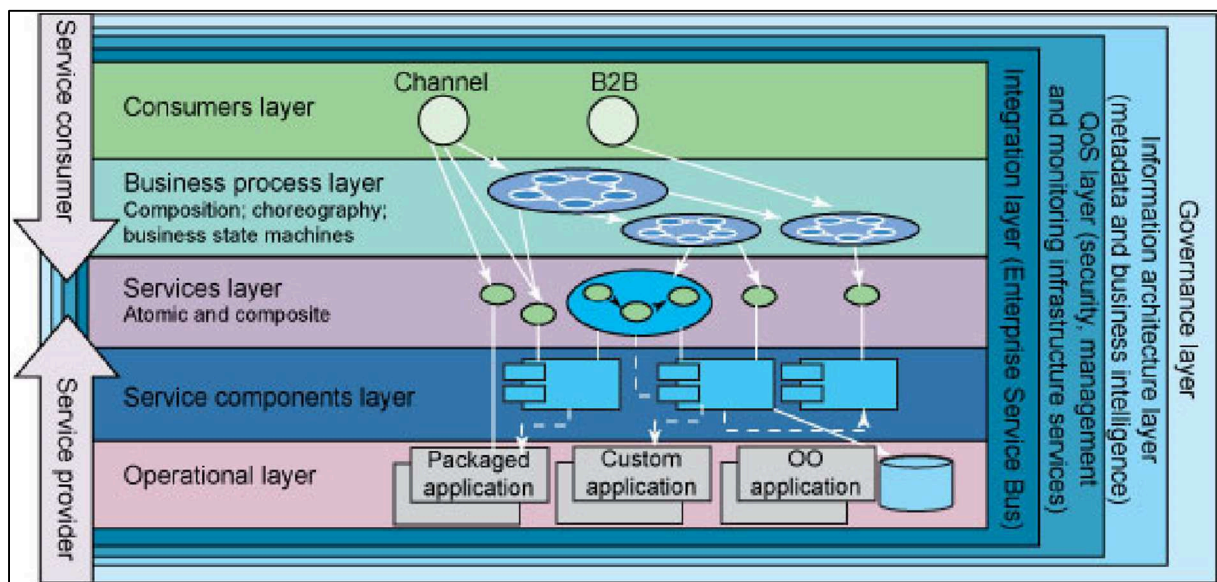 Service consumer
Service provider
Channel
B2B
Consumers layer
Business process layer
Composition; choreography;
business state machines
Services layer
Atomic and composite
Service components layer
Operational layer
Packaged
application
Custom
application
OO
application
Integration layer (Enterprise Service Bus)
QoS layer (security, management
and monitoring infrastructure services)
Information architecture layer
(metadata and business intelligence)
Governance layer